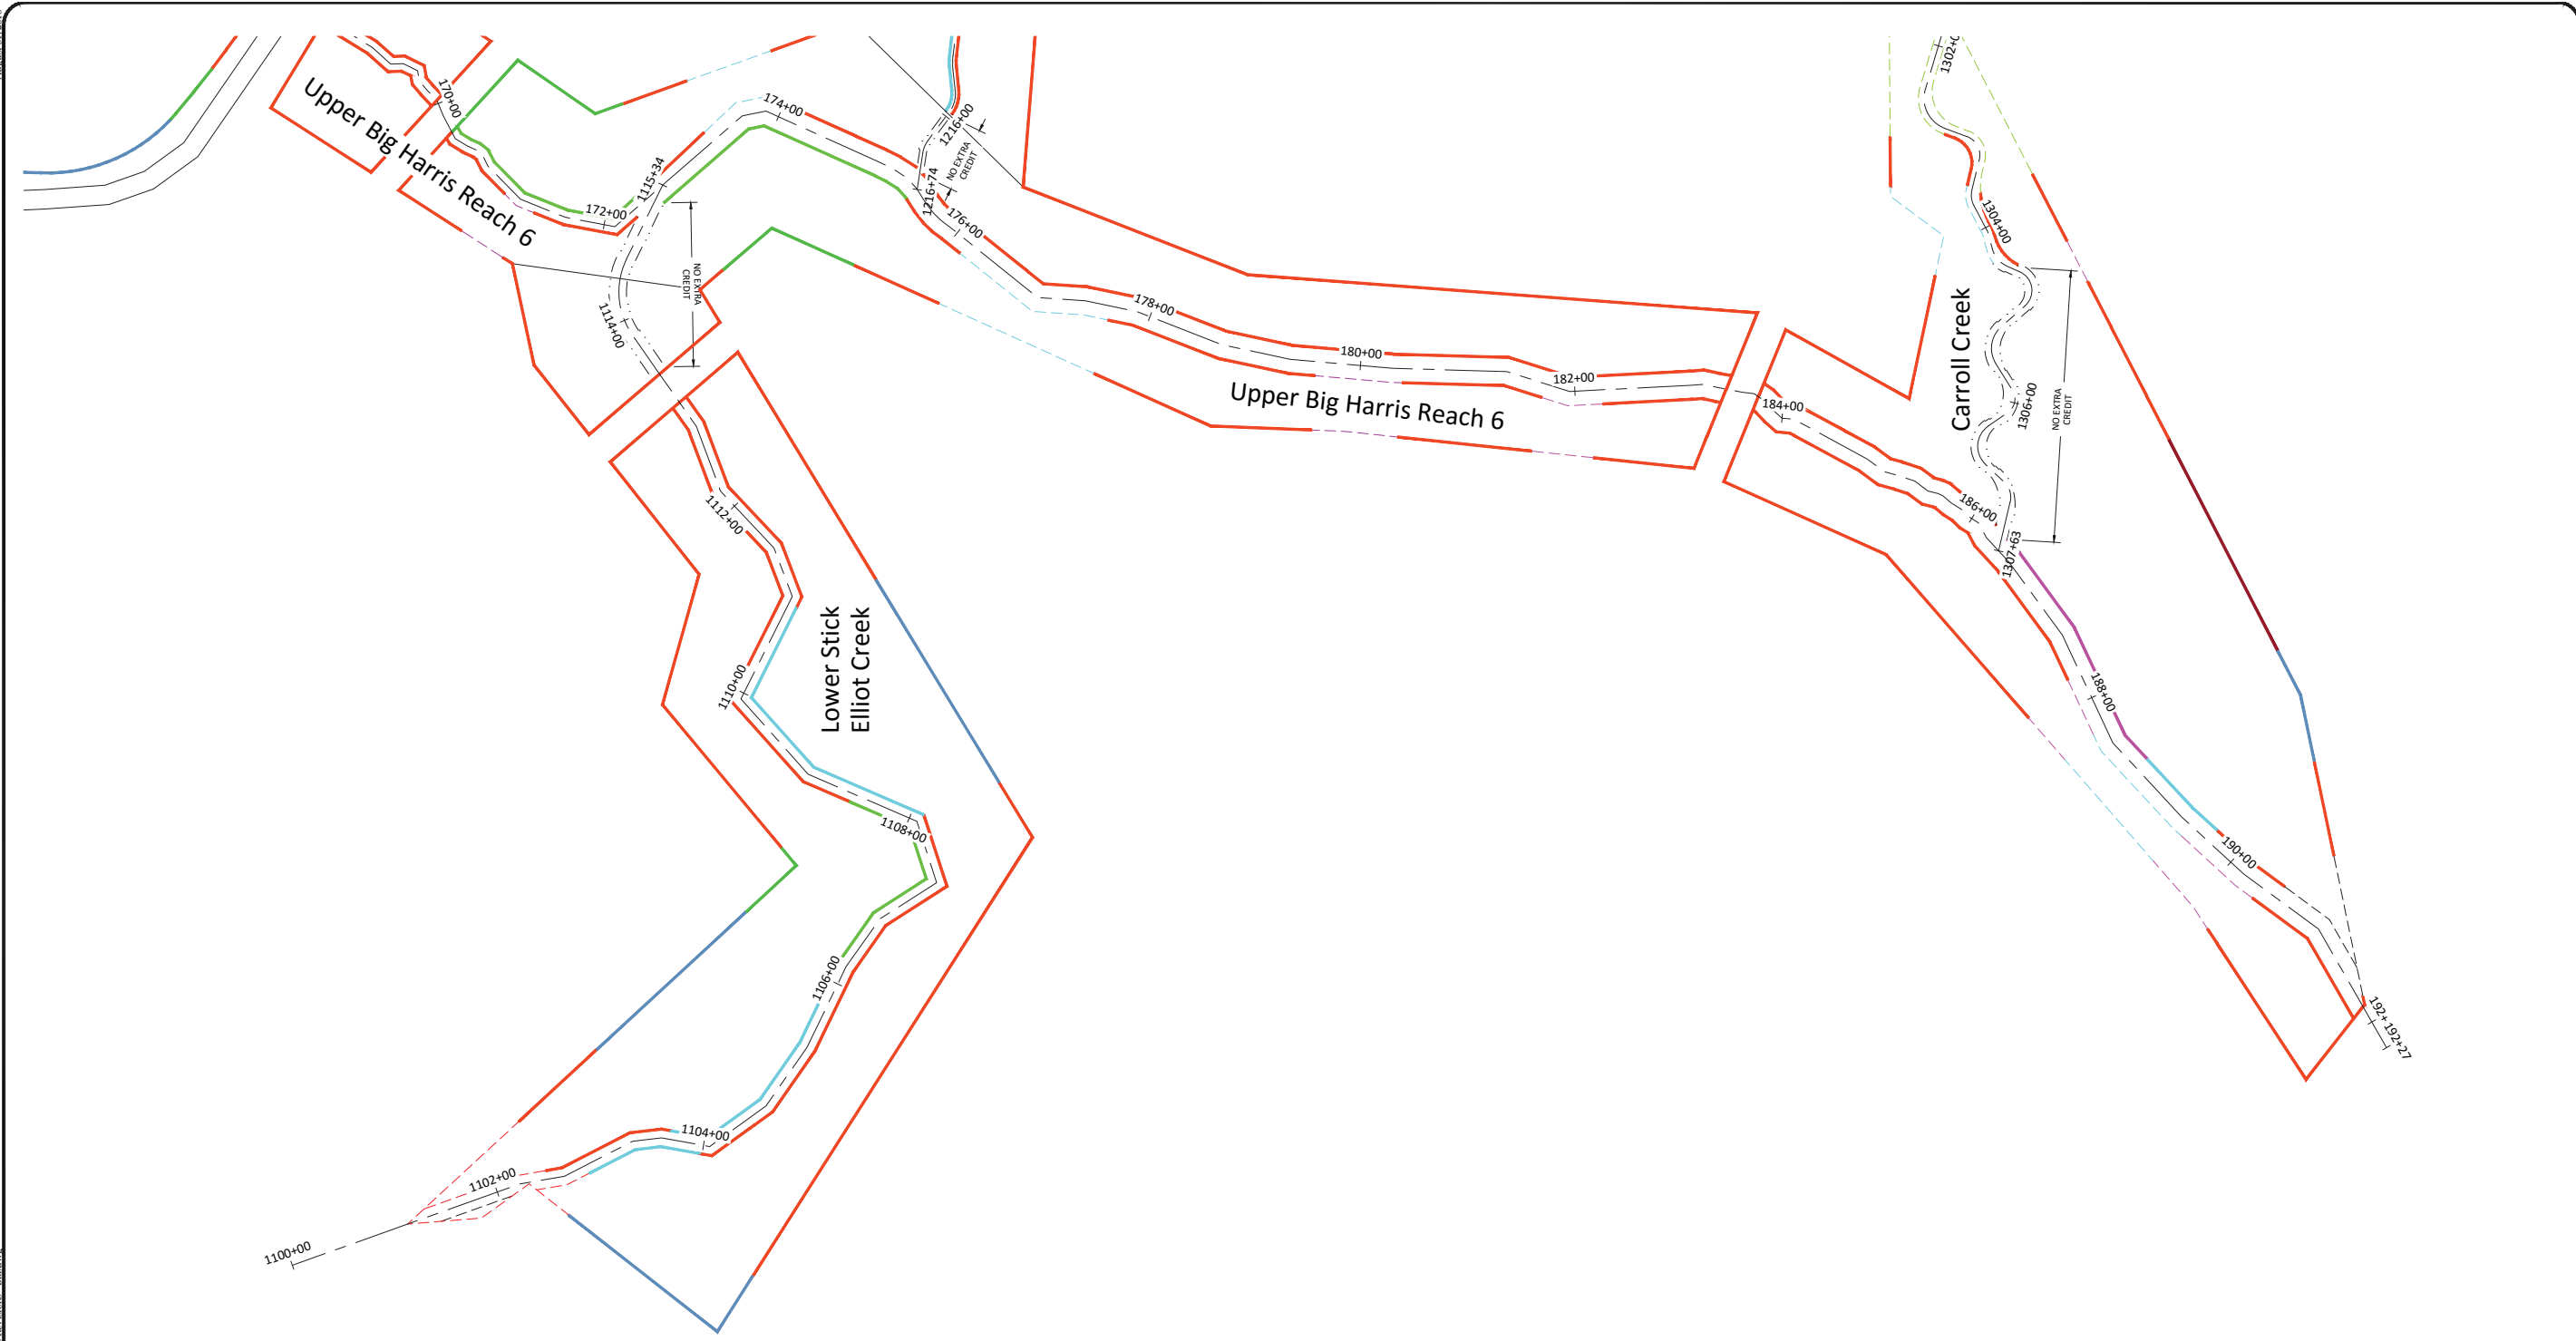 Upper Big Harris Reach 6
170+00
172+00
1115+34
174+00
1216+00
NO EXTRA
CREDIT
1216+74
176+00
NO EXTRA
CREDIT
1114+00
178+00
180+00
182+00
Upper Big Harris Reach 6
184+00
186+00
1304+00
Carroll Creek
1306+00
NO EXTRA
CREDIT
1307+63
188+00
190+00
192+
192+27
1112+00
1110+00
Lower Stick
Elliot Creek
1108+00
1106+00
1104+00
1102+00
1100+00